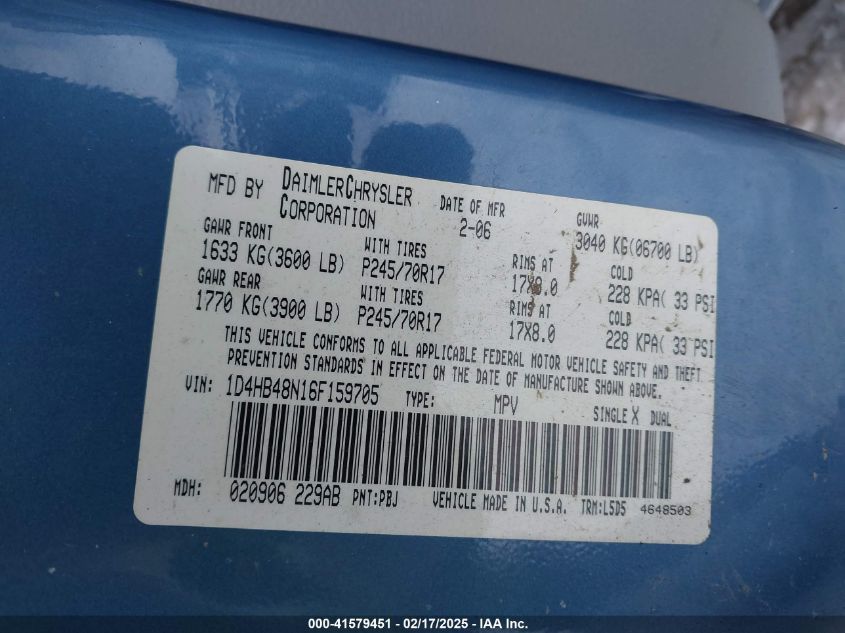 MFD BY DAIMLERCHRYSLER CORPORATION DATE OF MFR 2-06 GVWR 3040 KG(06700 LB)
GAWR FRONT WITH TIRES RIMS AT COLD
1633 KG(3600 LB) P245/70R17 17X8.0 228 KPA( 33 PSI
GAWR REAR WITH TIRES RIMS AT COLD
1770 KG(3900 LB) P245/70R17 17X8.0 228 KPA( 33 PSI
THIS VEHICLE CONFORMS TO ALL APPLICABLE FEDERAL MOTOR VEHICLE SAFETY AND THEFT
PREVENTION STANDARDS IN EFFECT ON THE DATE OF MANUFACTURE SHOWN ABOVE.
VIN: 1D4HB48N16F159705 TYPE: MPV SINGLE X DUAL
MDH: 020906 229AB PNT:PBJ VEHICLE MADE IN U.S.A. TRM:L5D5 4648503
000-41579451 - 02/17/2025 - IAA Inc.